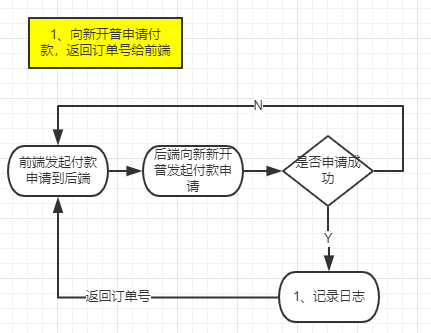 1、向新开普申请付
款，返回订单号给前端
N
前端发起付款
申请到后端
后端向新新开
普发起付款申
请
是否申请成
功
Y
返回订单号
1、记录日志